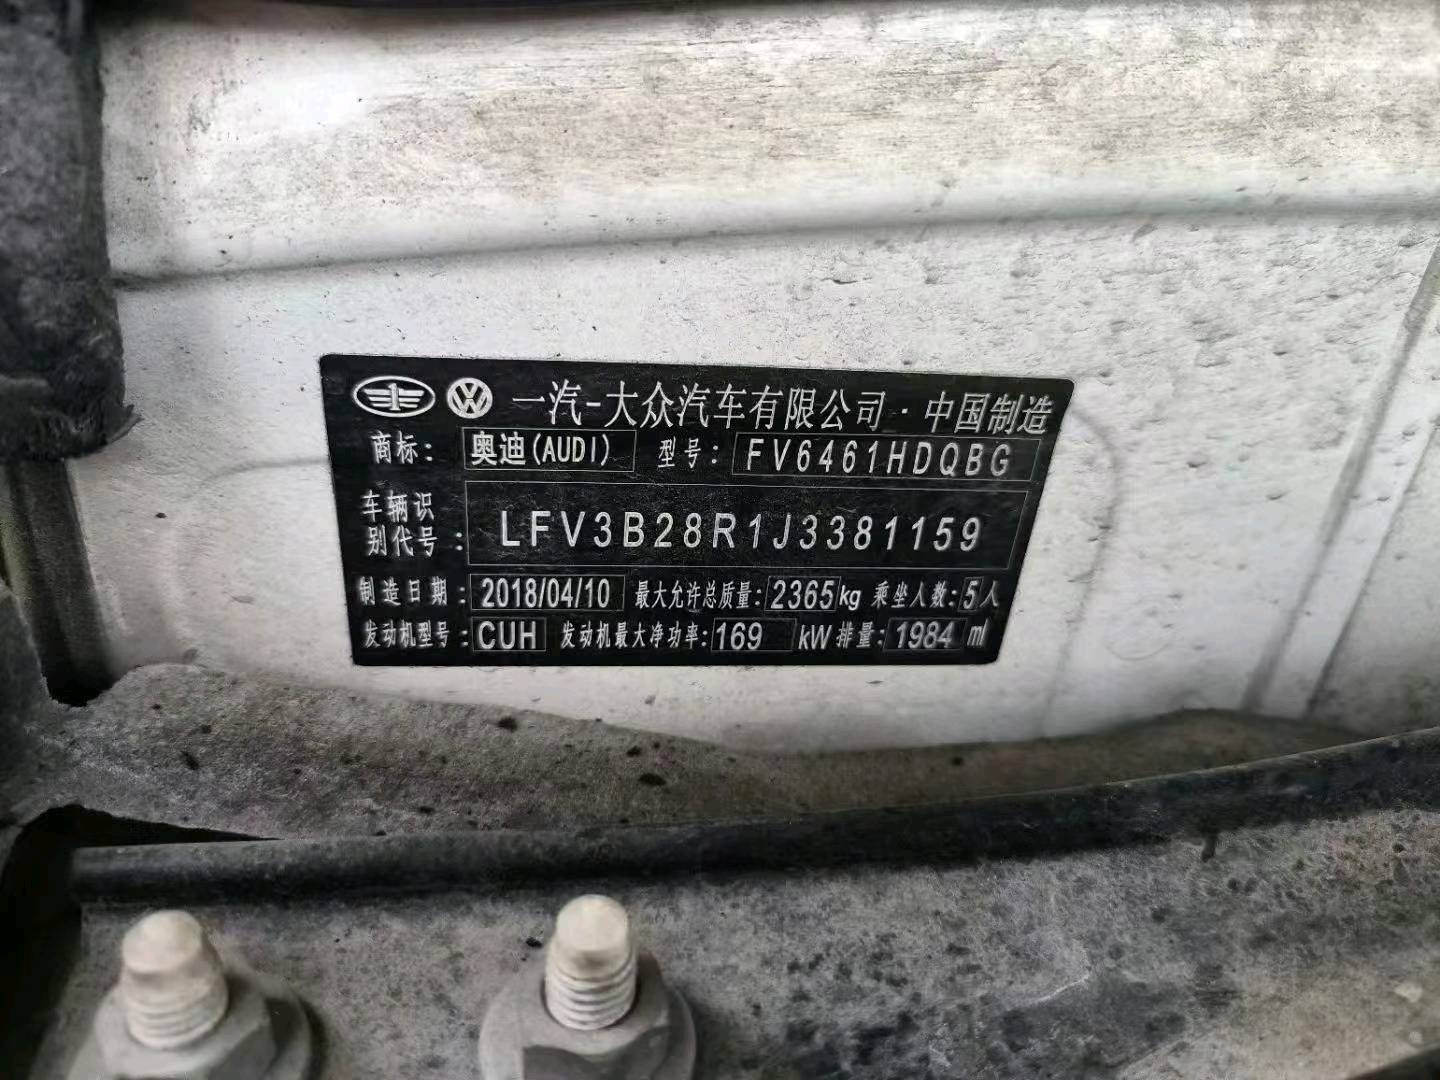 一汽-大众汽车有限公司·中国制造
商标: 奥迪(AUDI) 型号: FV6461HDQBG
车辆识
别代号: LFV3B28R1J3381159
制造日期: 2018/04/10 最大允许总质量: 2365kg 乘坐人数: 5人
发动机型号: CUH 发动机最大净功率: 169 kW 排量: 1984 ml